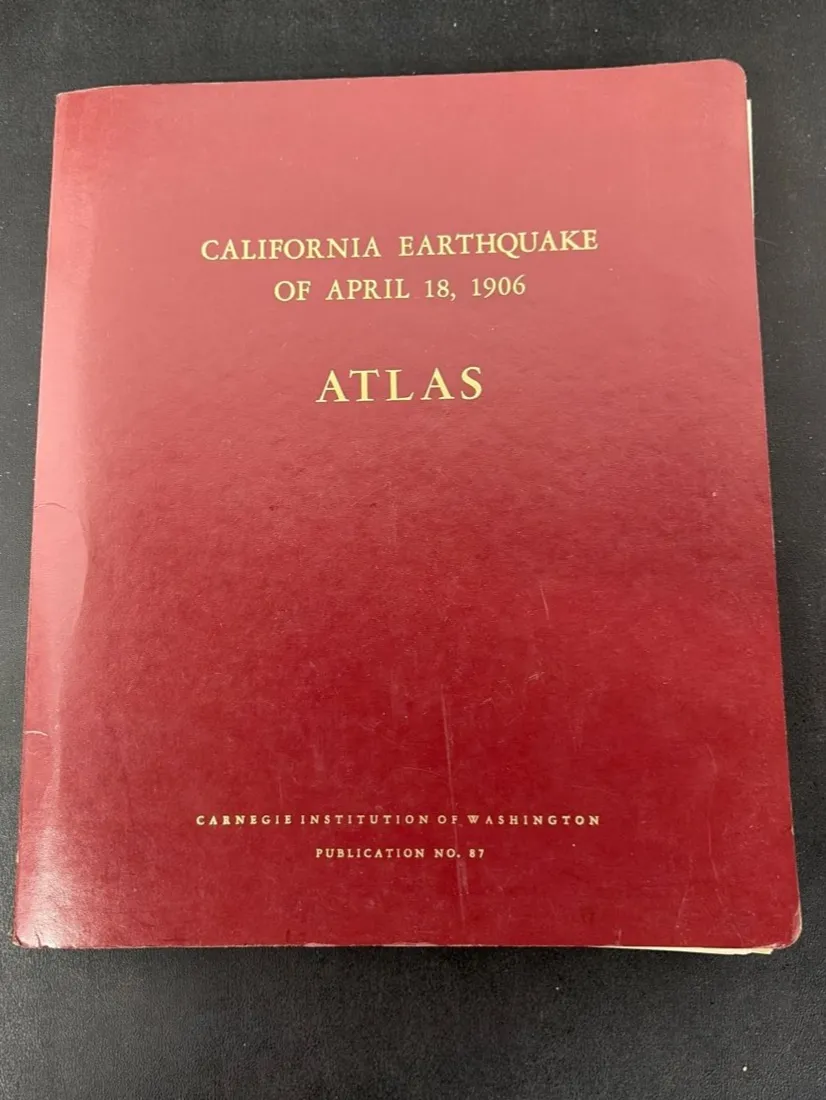 CALIFORNIA EARTHQUAKE
OF APRIL 18, 1906
ATLAS
CARNEGIE INSTITUTION OF WASHINGTON
PUBLICATION NO. 87